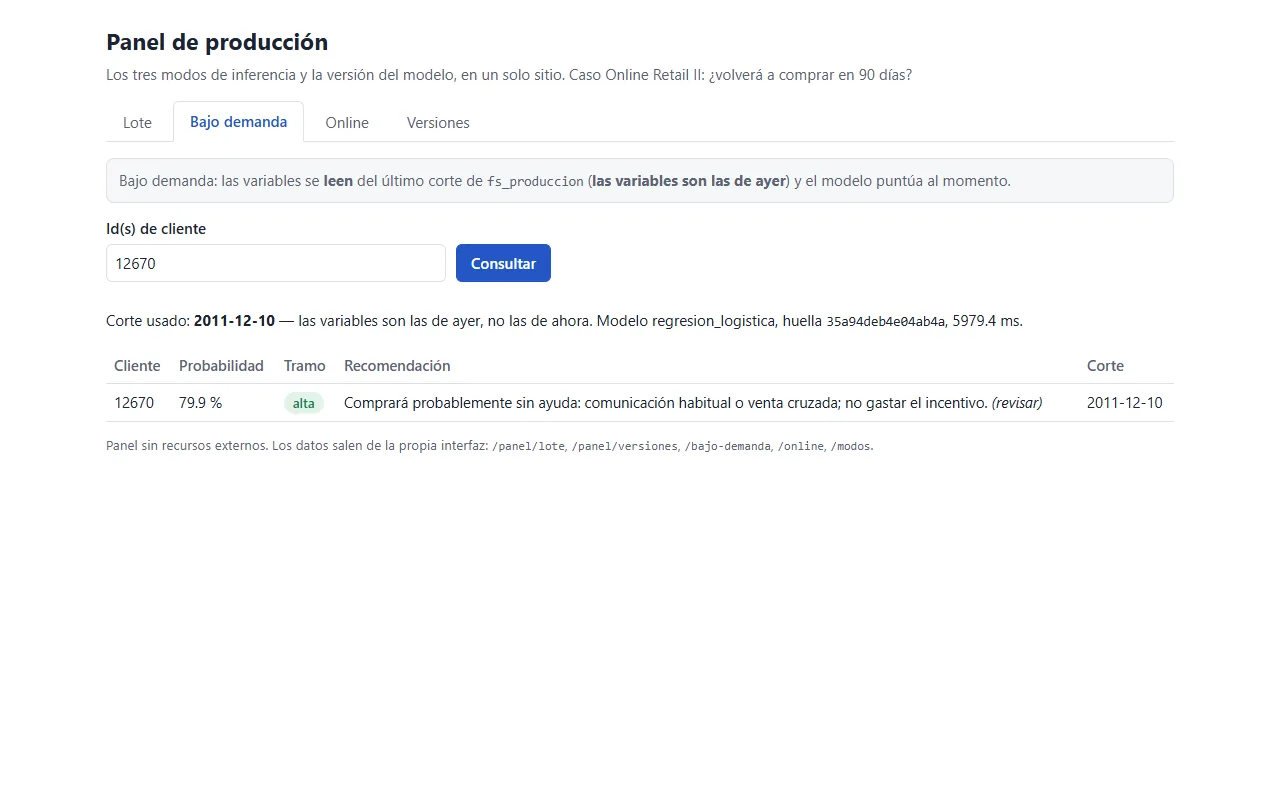 Panel de producción
Los tres modos de inferencia y la versión del modelo, en un solo sitio. Caso Online Retail II: ¿volverá a comprar en 90 días?
Lote
Bajo demanda
Online
Versiones
Bajo demanda: las variables se leen del último corte de fs_produccion (las variables son las de ayer) y el modelo puntúa al momento.
Id(s) de cliente
12670
Consultar
Corte usado: 2011-12-10 — las variables son las de ayer, no las de ahora. Modelo regresion_logistica, huella 35a94deb4e04ab4a, 5979.4 ms.
Cliente Probabilidad Tramo Recomendación Corte
12670 79.9 % alta Comprará probablemente sin ayuda: comunicación habitual o venta cruzada; no gastar el incentivo. (revisar) 2011-12-10
Panel sin recursos externos. Los datos salen de la propia interfaz: /panel/lote, /panel/versiones, /bajo-demanda, /online, /modos.